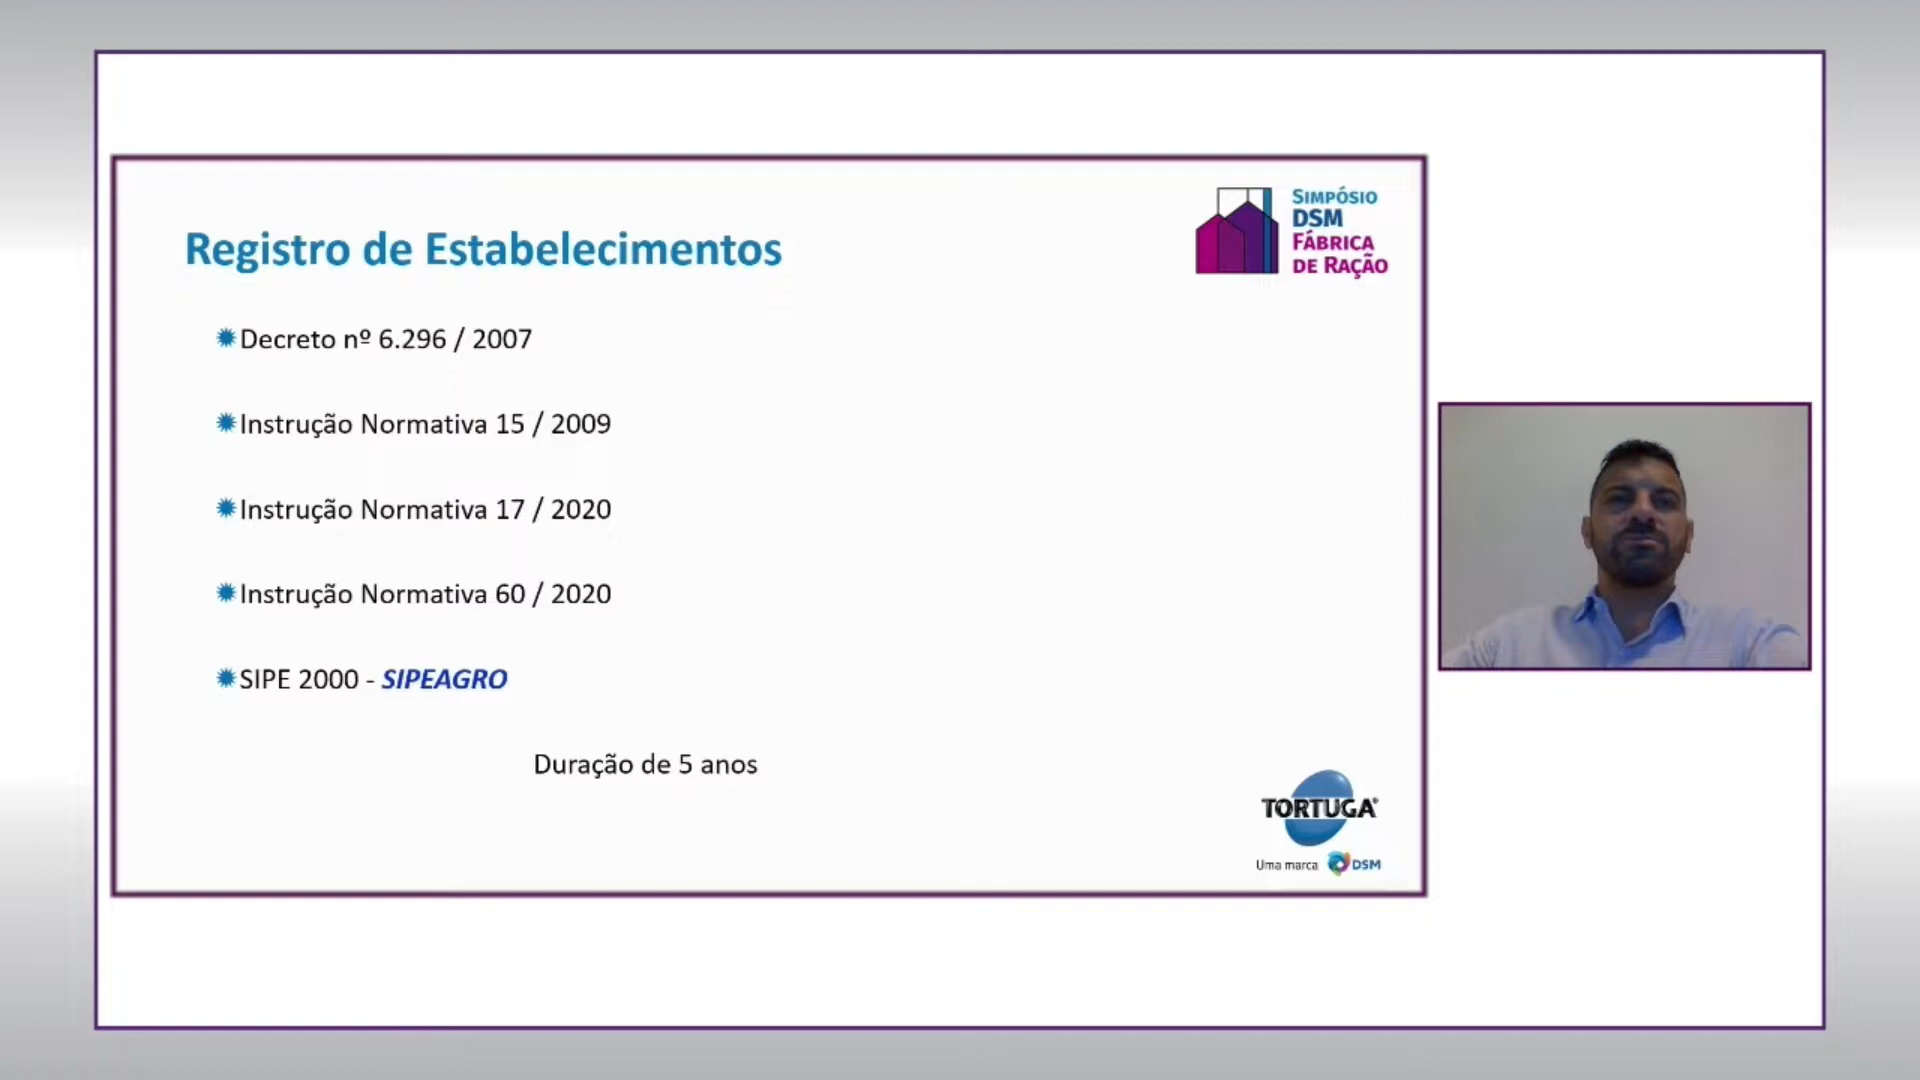 Registro de Estabelecimentos
SIMPÓSIO
DSM
FÁBRICA
DE RAÇÃO
Decreto nº 6.296 / 2007
Instrução Normativa 15 / 2009
Instrução Normativa 17 / 2020
Instrução Normativa 60 / 2020
SIPE 2000 - SIPEAGRO
Duração de 5 anos
TORTUGA®
Uma marca DSM